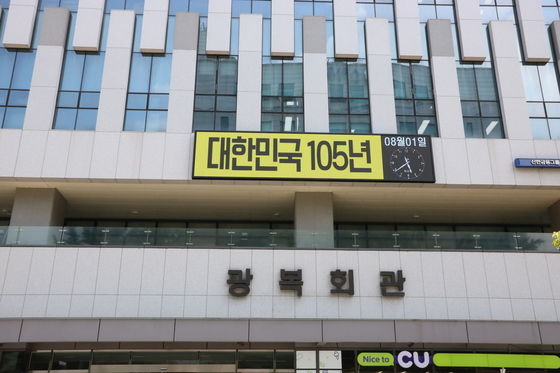 대한민국 105년
08월01일
광복회관
Nice to CU